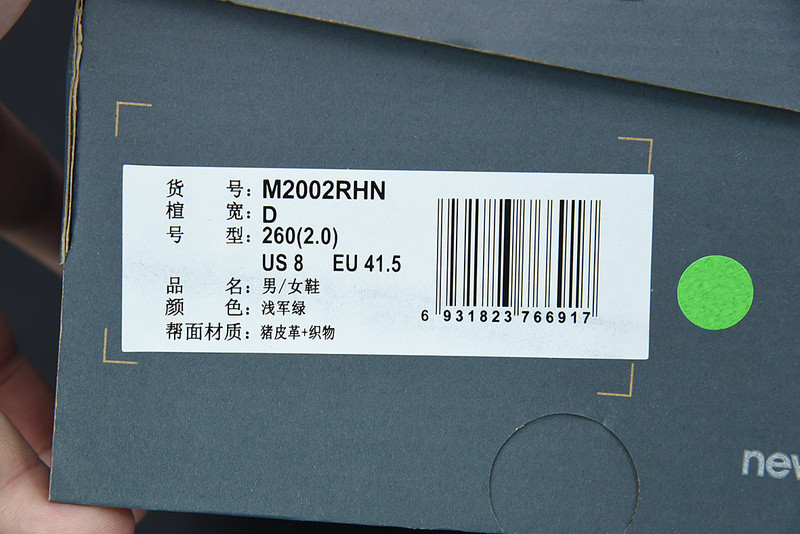 货 号：M2002RHN
楦 宽：D
号 型：260(2.0)
US 8 EU 41.5
品 名：男/女鞋
颜 色：浅军绿
帮面材质：猪皮革+织物
6 931823 766917
new